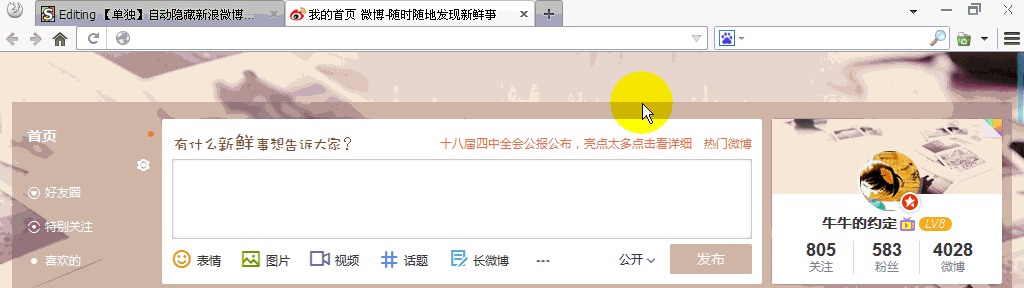 Editing 【单独】自动隐藏新浪微博...
我的首页 微博-随时随地发现新鲜事
首页
好友圈
特别关注
喜欢的
有什么新鲜事想告诉大家?
十八届四中全会公报公布，亮点太多点击看详细 热门微博
表情 图片 视频 话题 长微博 ---
公开 发布
牛牛的约定 LV8
805 583 4028
关注 粉丝 微博